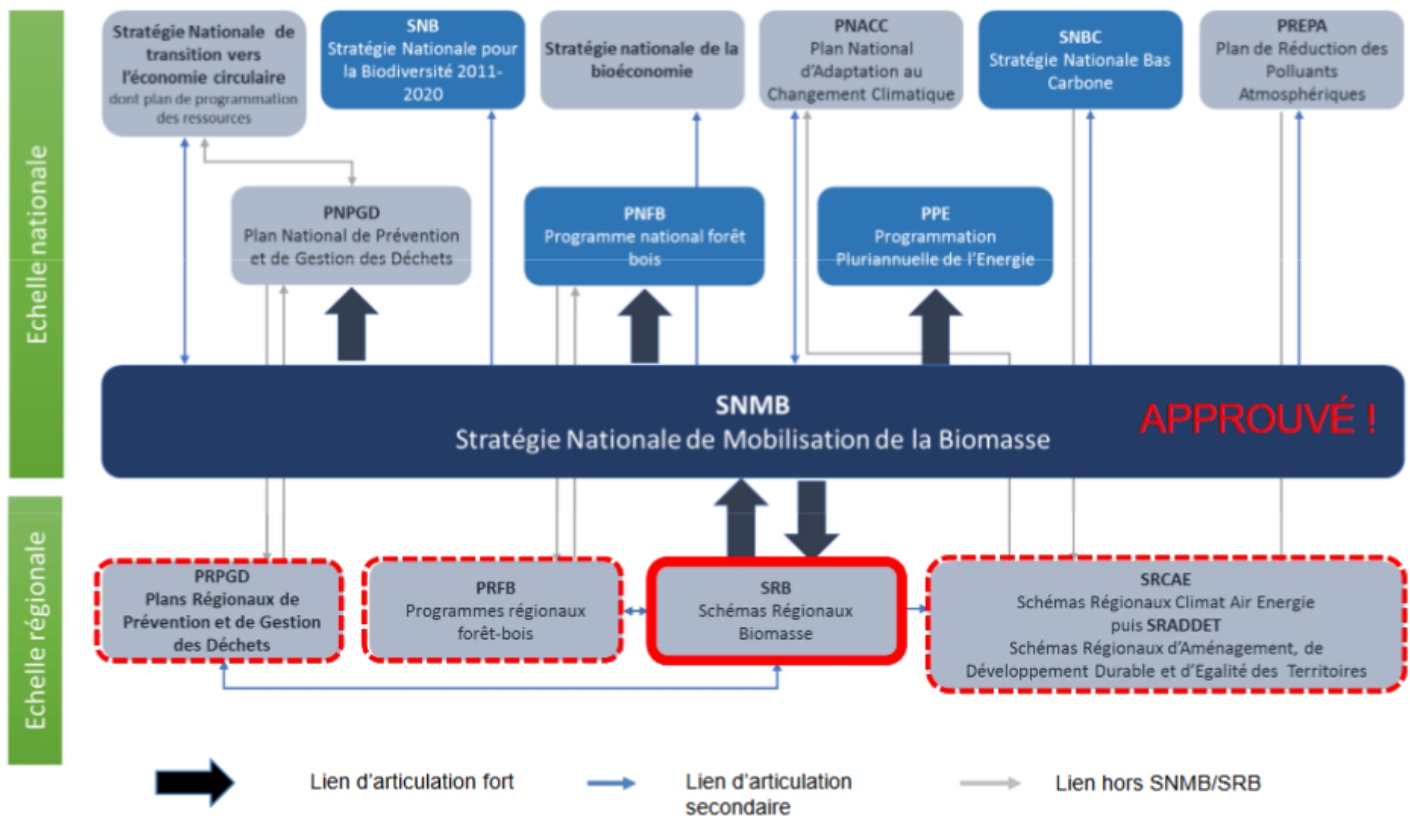 Echelle nationale
Stratégie Nationale de
transition vers
l'économie circulaire
dont plan de programmation
des ressources
SNB
Stratégie Nationale pour
la Biodiversité 2011-
2020
Stratégie nationale de la
bioéconomie
PNACC
Plan National
d'Adaptation au
Changement Climatique
SNBC
Stratégie Nationale Bas
Carbone
PREPA
Plan de Réduction des
Polluants
Atmosphériques
PNPGD
Plan National de Prévention
et de Gestion des Déchets
PNFB
Programme national forêt
bois
PPE
Programmation
Pluriannuelle de l'Energie
SNMB
Stratégie Nationale de Mobilisation de la Biomasse
APPROUVÉ !
Echelle régionale
PRPGD
Plans Régionaux de
Prévention et de Gestion
des Déchets
PRFB
Programmes régionaux
forêt-bois
SRB
Schémas Régionaux
Biomasse
SRCAE
Schémas Régionaux Climat Air Energie
puis SRADDET
Schémas Régionaux d'Aménagement, de
Développement Durable et d'Egalité des Territoires
Lien d'articulation fort
Lien d'articulation
secondaire
Lien hors SNMB/SRB